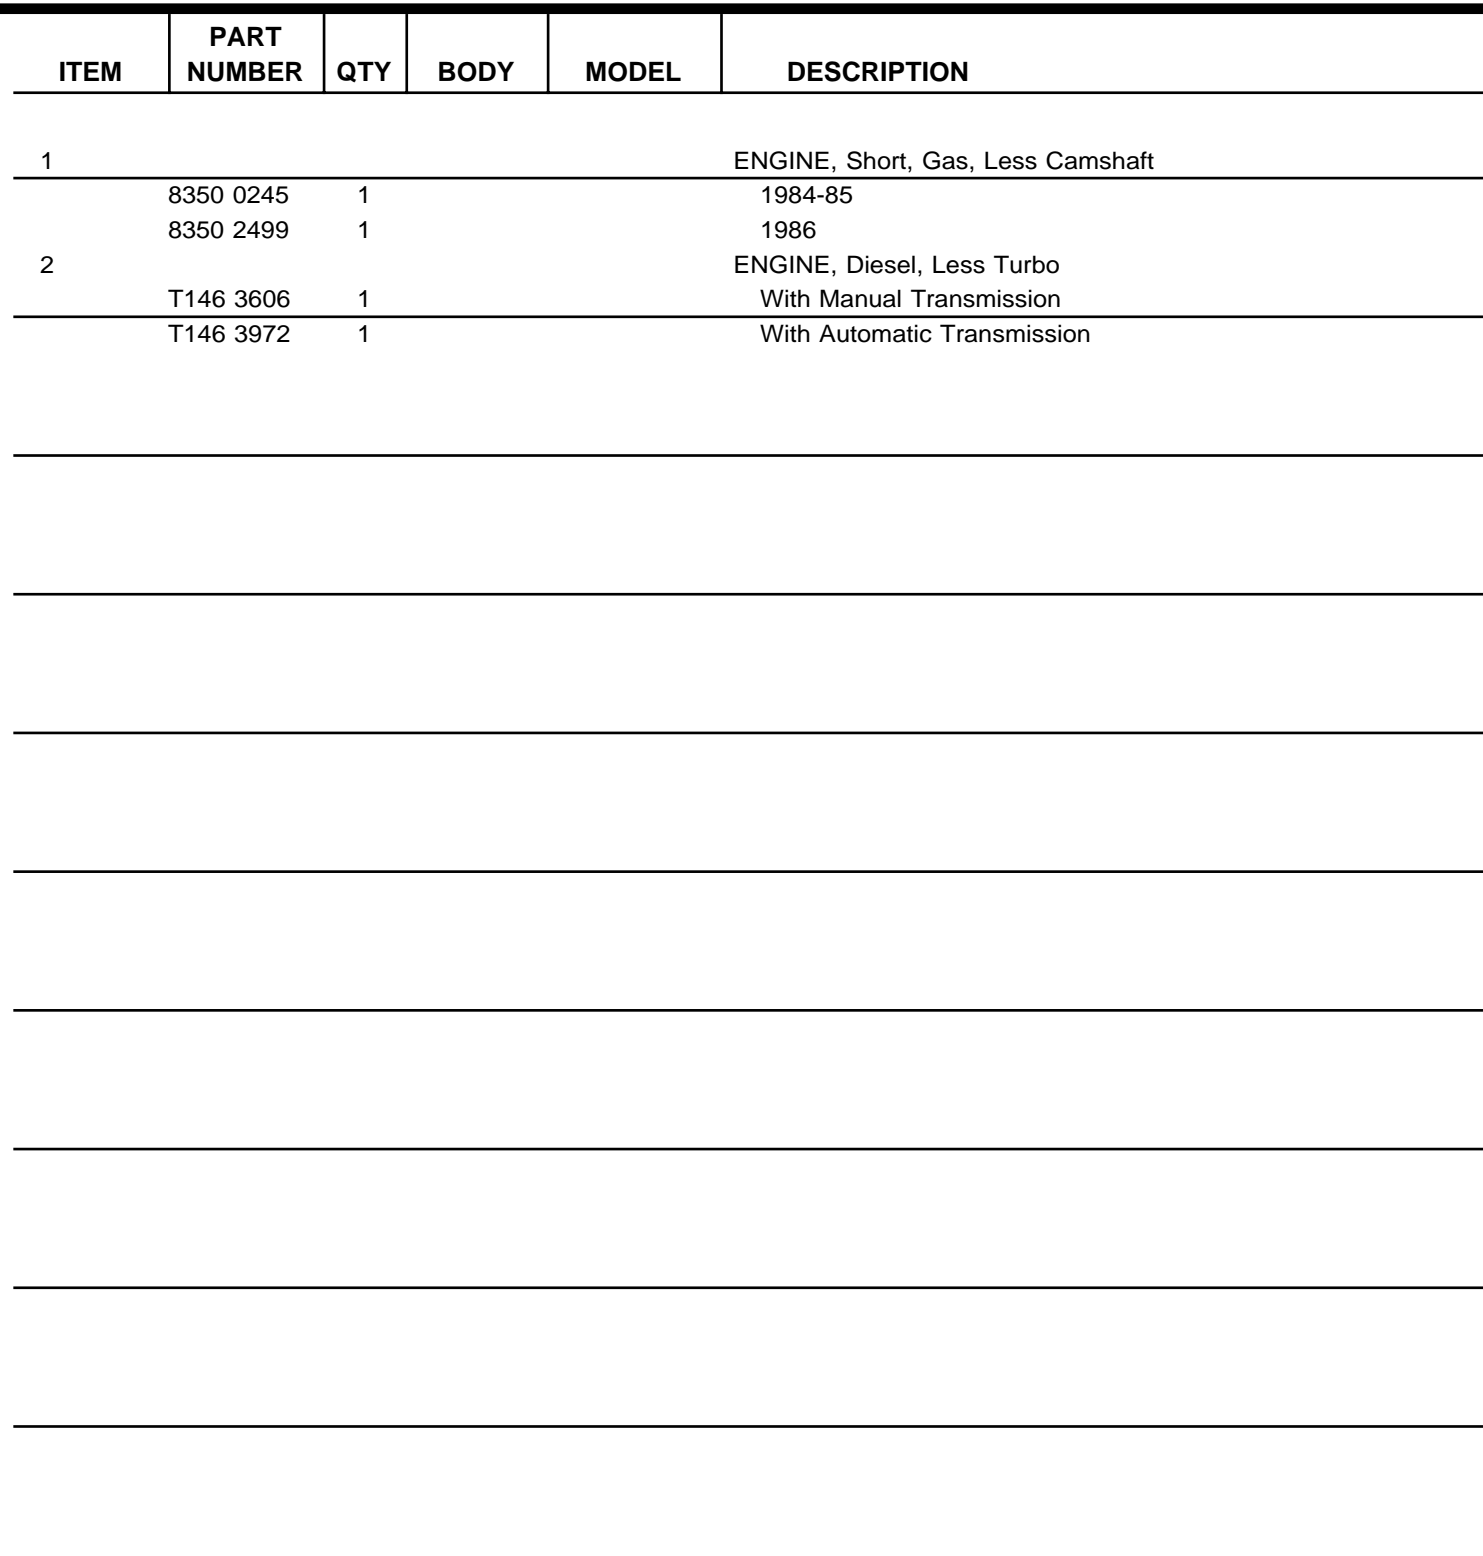 PART
ITEM NUMBER QTY BODY MODEL DESCRIPTION
1 ENGINE, Short, Gas, Less Camshaft
8350 0245 1 1984-85
8350 2499 1 1986
2 ENGINE, Diesel, Less Turbo
T146 3606 1 With Manual Transmission
T146 3972 1 With Automatic Transmission